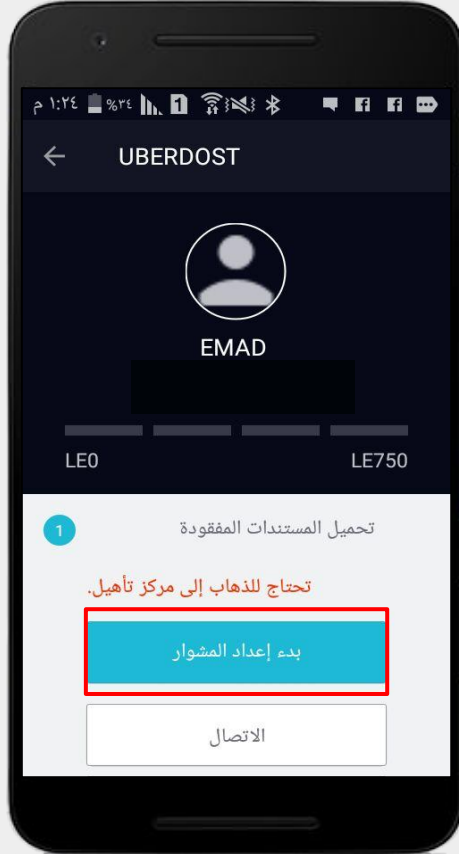 م ١:٢٤ %٣٤ 1
UBERDOST
EMAD
LE0 LE750
1 تحميل المستندات المفقودة
تحتاج للذهاب إلى مركز تأهيل.
بدء إعداد المشوار
الاتصال